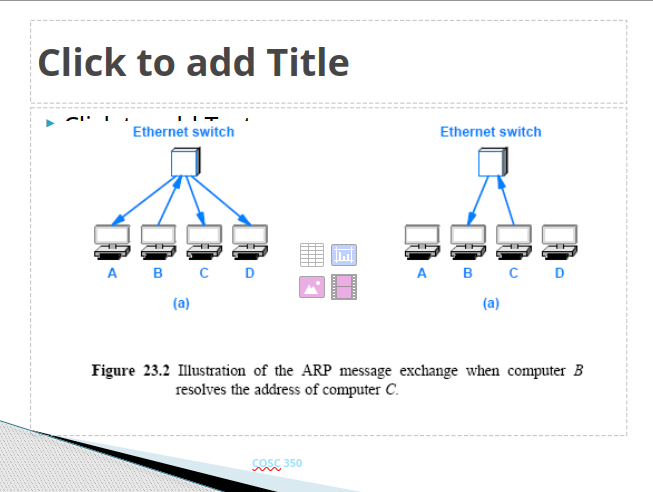 Click to add Title
Click to add Text
Ethernet switch
Ethernet switch
A B C D
A B C D
(a)
(a)
Figure 23.2 Illustration of the ARP message exchange when computer B
resolves the address of computer C.
COSC 350